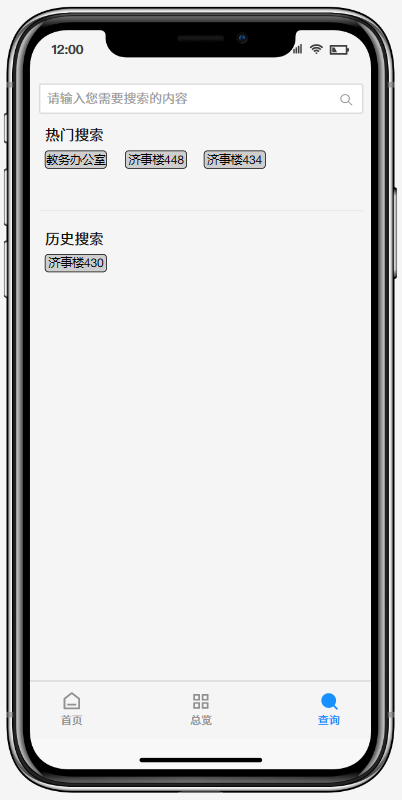 12:00
请输入您需要搜索的内容
热门搜索
教务办公室 济事楼448 济事楼434
历史搜索
济事楼430
首页 总览 查询